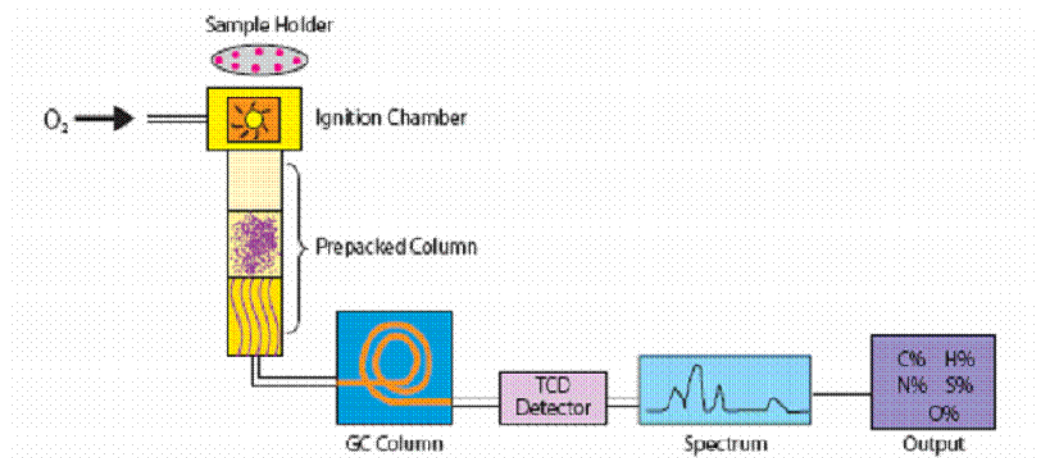 Sample Holder
O₂
Ignition Chamber
Prepacked Column
GC Column
TCD
Detector
Spectrum
C% H%
N% S%
O%
Output